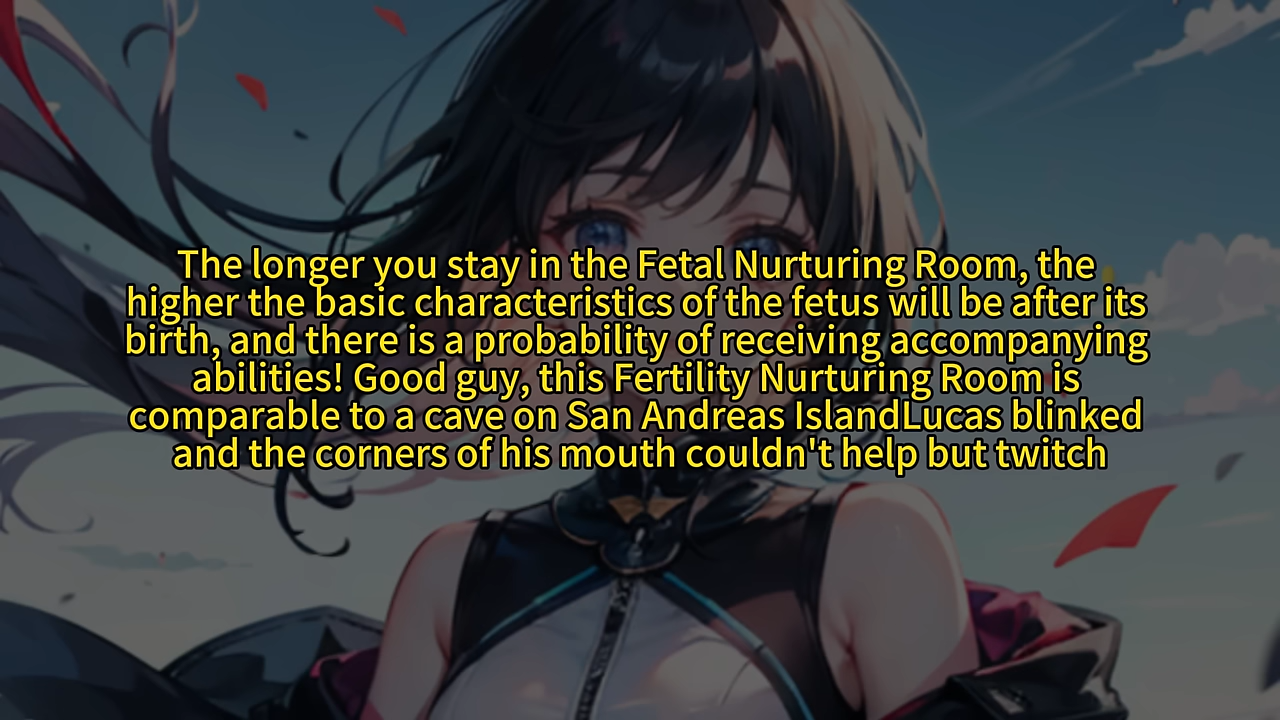 The longer you stay in the Fetal Nurturing Room, the
higher the basic characteristics of the fetus will be after its
birth, and there is a probability of receiving accompanying
abilities! Good guy, this Fertility Nurturing Room is
comparable to a cave on San Andreas IslandLucas blinked
and the corners of his mouth couldn't help but twitch